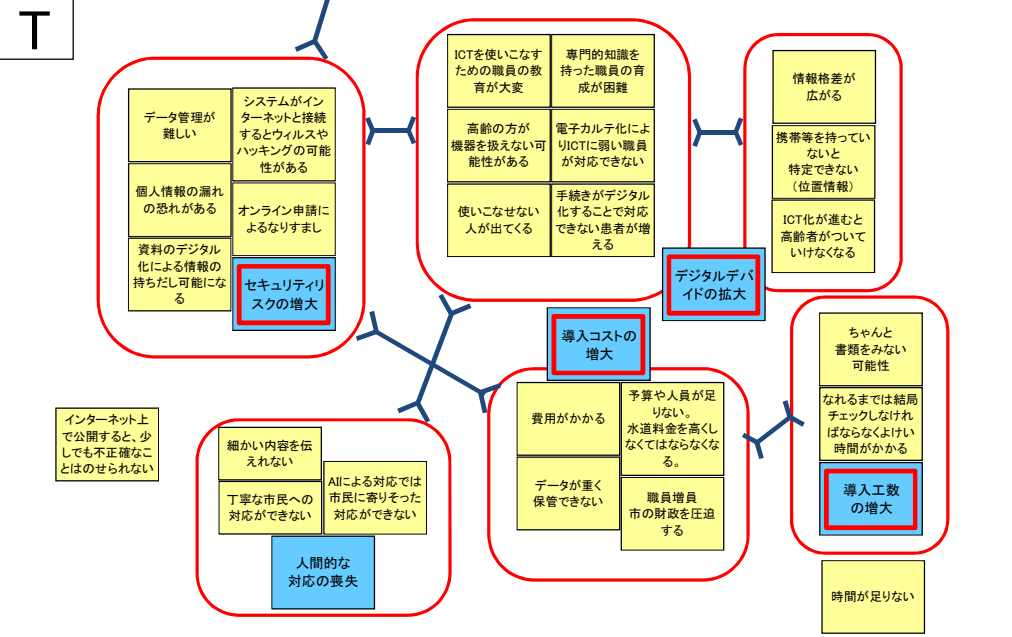 T
データ管理が
難しい
システムがイン
ターネットと接続
するとウィルスや
ハッキングの可能
性がある
個人情報の漏れ
の恐れがある
オンライン申請に
よるなりすまし
資料のデジタル
化による情報の
持ちだし可能にな
る
セキュリティリ
スクの増大
ICTを使いこなす
ための職員の教
育が大変
専門的知識を
持った職員の育
成が困難
高齢の方が
機器を扱えない可
能性がある
電子カルテ化によ
りICTに弱い職員
が対応できない
使いこなせない
人が出てくる
手続きがデジタル
化することで対応
できない患者が増
える
情報格差が
広がる
携帯等を持ってい
ないと
特定できない
（位置情報）
ICT化が進むと
高齢者がついて
いけなくなる
デジタルデバ
イドの拡大
導入コストの
増大
費用がかかる
予算や人員が足
りない。
水道料金を高くし
なくてはならなくな
る。
データが重く
保管できない
職員増員
市の財政を圧迫
する
ちゃんと
書類をみない
可能性
なれるまでは結局
チェックしなけれ
ばならなくよけい
時間がかかる
導入工数
の増大
時間が足りない
インターネット上
で公開すると、少
しでも不正確なこ
とはのせられない
細かい内容を伝
えれない
丁寧な市民への
対応ができない
AIによる対応では
市民に寄りそった
対応ができない
人間的な
対応の喪失